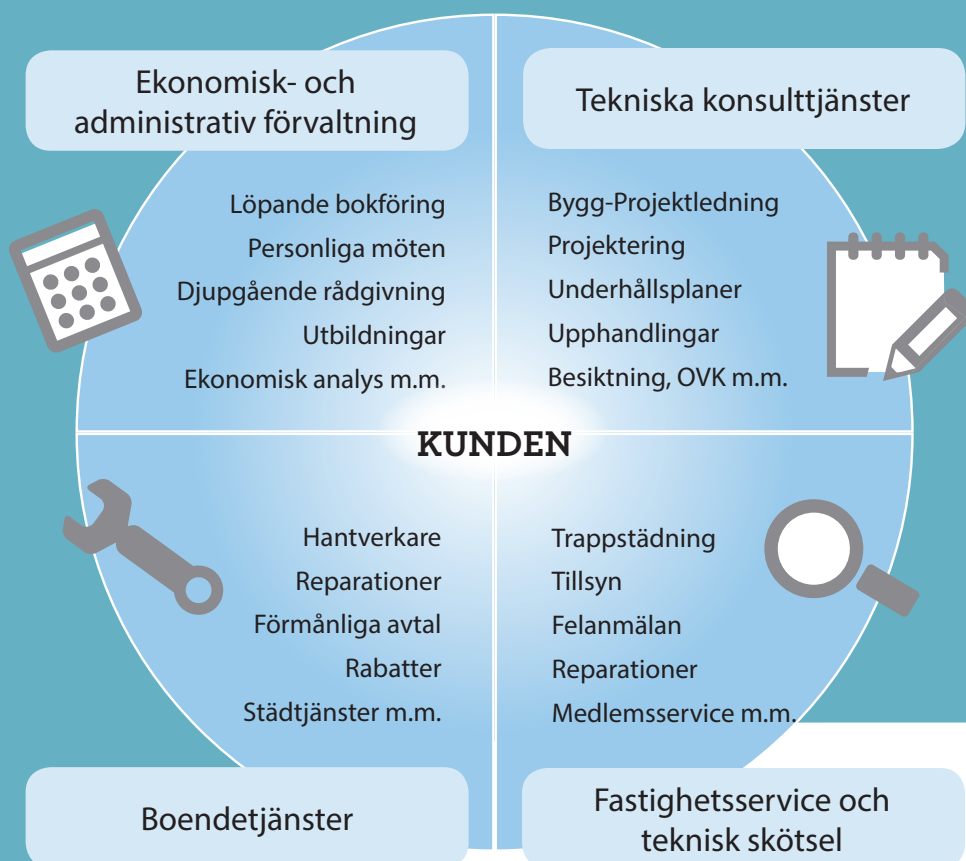 Ekonomisk- och
administrativ förvaltning
Löpande bokföring
Personliga möten
Djupgående rådgivning
Utbildningar
Ekonomisk analys m.m.
Tekniska konsulttjänster
Bygg-Projektledning
Projektering
Underhållsplaner
Upphandlingar
Besiktning, OVK m.m.
KUNDEN
Hantverkare
Reparationer
Förmånliga avtal
Rabatter
Städtjänster m.m.
Boendetjänster
Trappstädning
Tillsyn
Felanmälan
Reparationer
Medlemsservice m.m.
Fastighetsservice och
teknisk skötsel